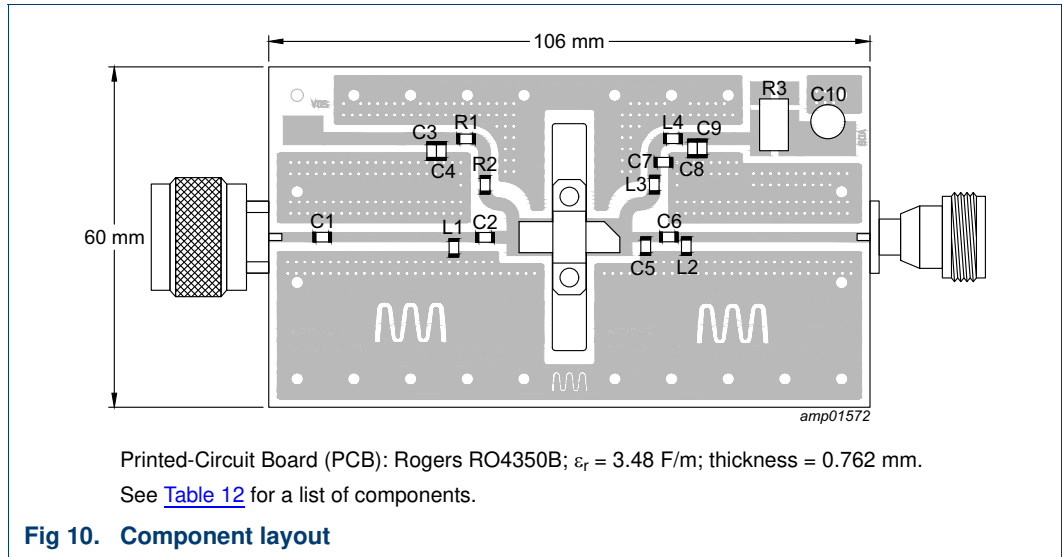 106 mm
R3
C10
R1
L4
C9
C3
C4
C7
C8
R2
L3
60 mm
C1
L1
C2
C6
C5
L2
amp01572
Printed-Circuit Board (PCB): Rogers RO4350B; εr = 3.48 F/m; thickness = 0.762 mm.
See Table 12 for a list of components.
Fig 10. Component layout